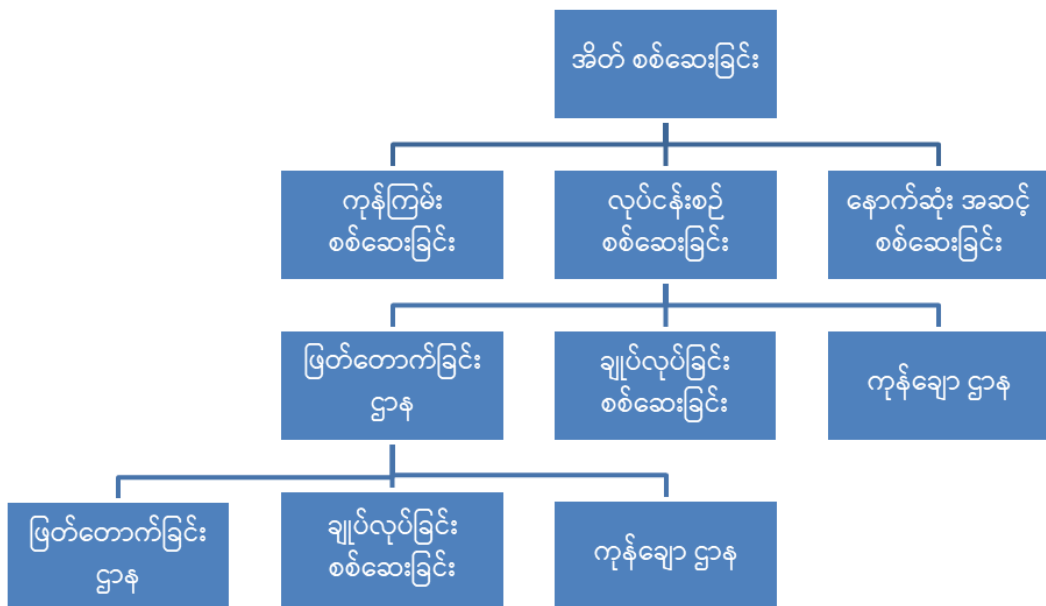 အိတ် စစ်ဆေးခြင်း
ကုန်ကြမ်း
စစ်ဆေးခြင်း
လုပ်ငန်းစဉ်
စစ်ဆေးခြင်း
နောက်ဆုံး အဆင့်
စစ်ဆေးခြင်း
ဖြတ်တောက်ခြင်း
ဌာန
ချုပ်လုပ်ခြင်း
စစ်ဆေးခြင်း
ကုန်ချော ဌာန
ဖြတ်တောက်ခြင်း
ဌာန
ချုပ်လုပ်ခြင်း
စစ်ဆေးခြင်း
ကုန်ချော ဌာန